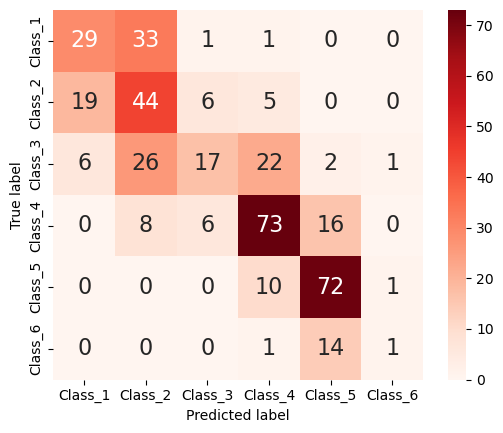 True label
Class_1 29 33 1 1 0 0
Class_2 19 44 6 5 0 0
Class_3 6 26 17 22 2 1
Class_4 0 8 6 73 16 0
Class_5 0 0 0 10 72 1
Class_6 0 0 0 1 14 1
Class_1 Class_2 Class_3 Class_4 Class_5 Class_6
Predicted label
70
60
50
40
30
20
10
0